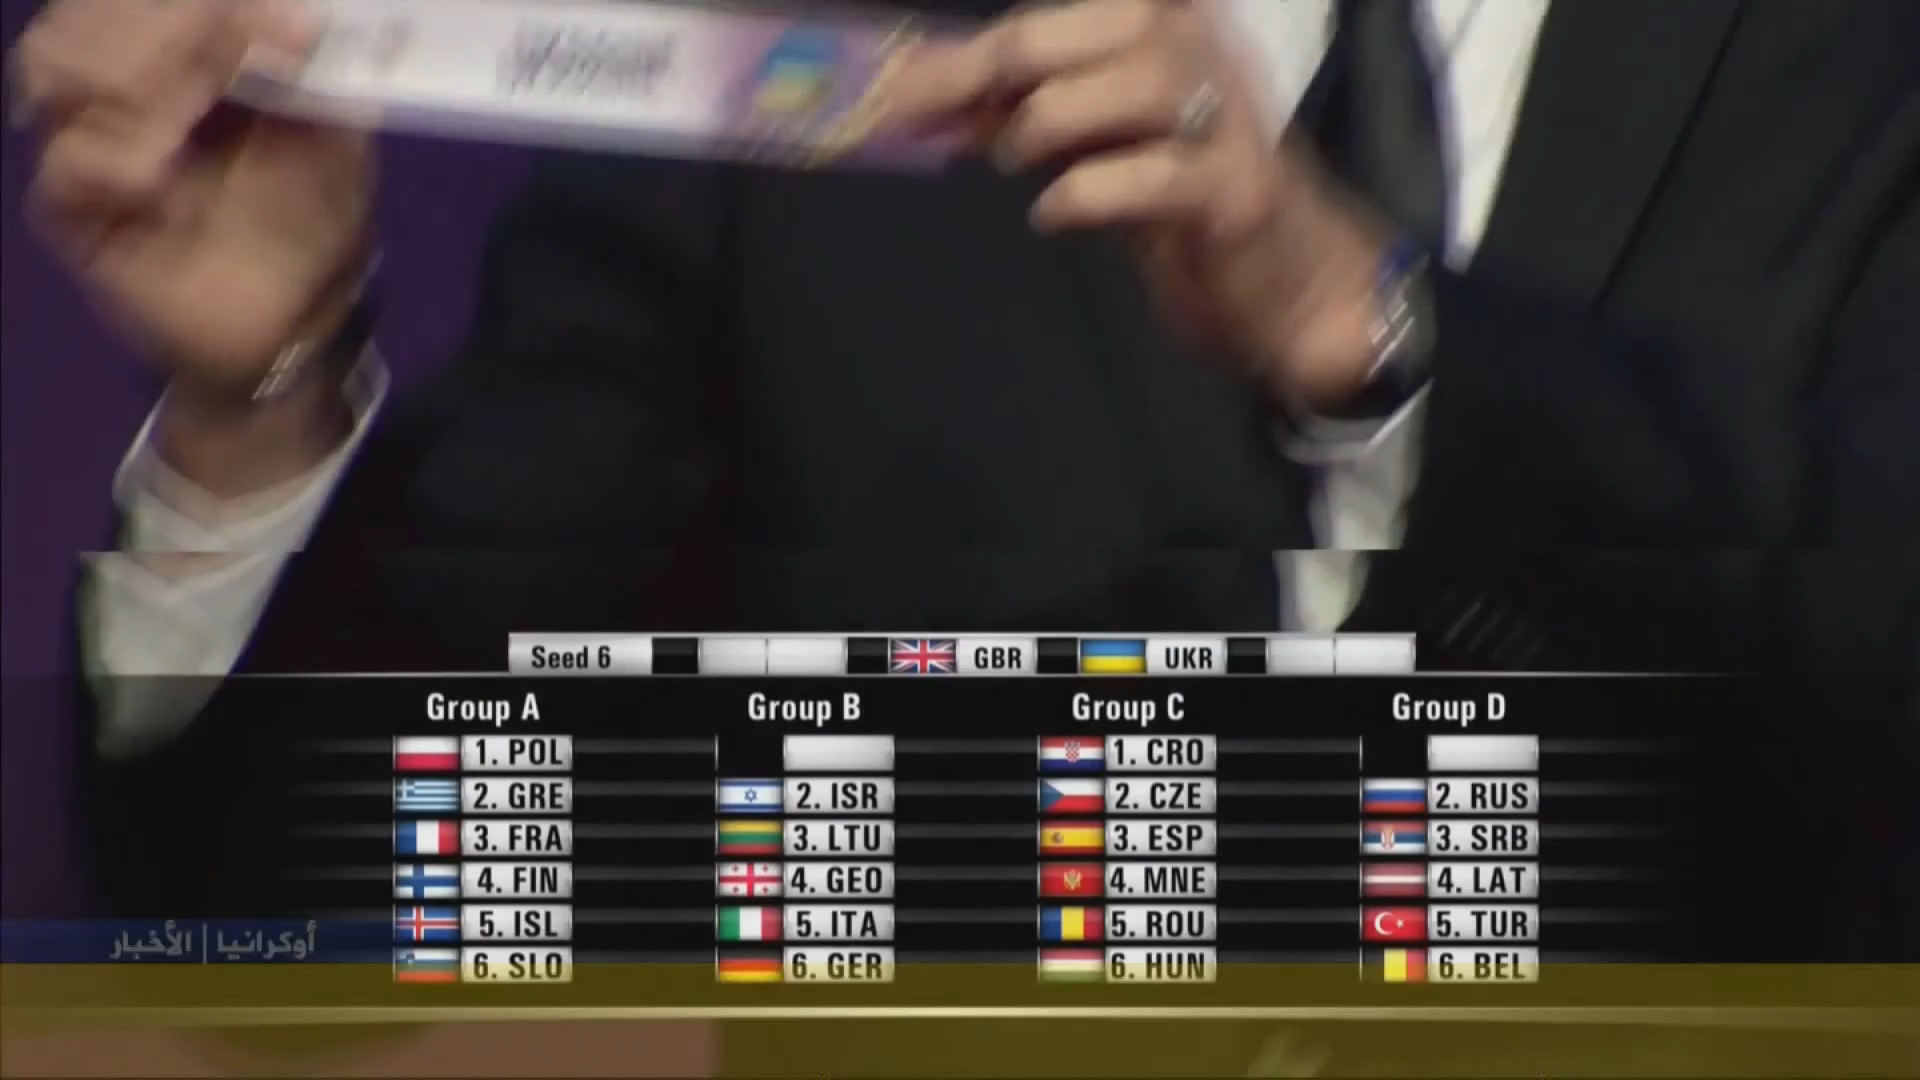 Seed 6 GBR UKR
Group A Group B Group C Group D
1. POL 1. CRO
2. GRE 2. ISR 2. CZE 2. RUS
3. FRA 3. LTU 3. ESP 3. SRB
4. FIN 4. GEO 4. MNE 4. LAT
5. ISL 5. ITA 5. ROU 5. TUR
أوكرانيا | الأخبار
6. SLO 6. GER 6. HUN 6. BEL